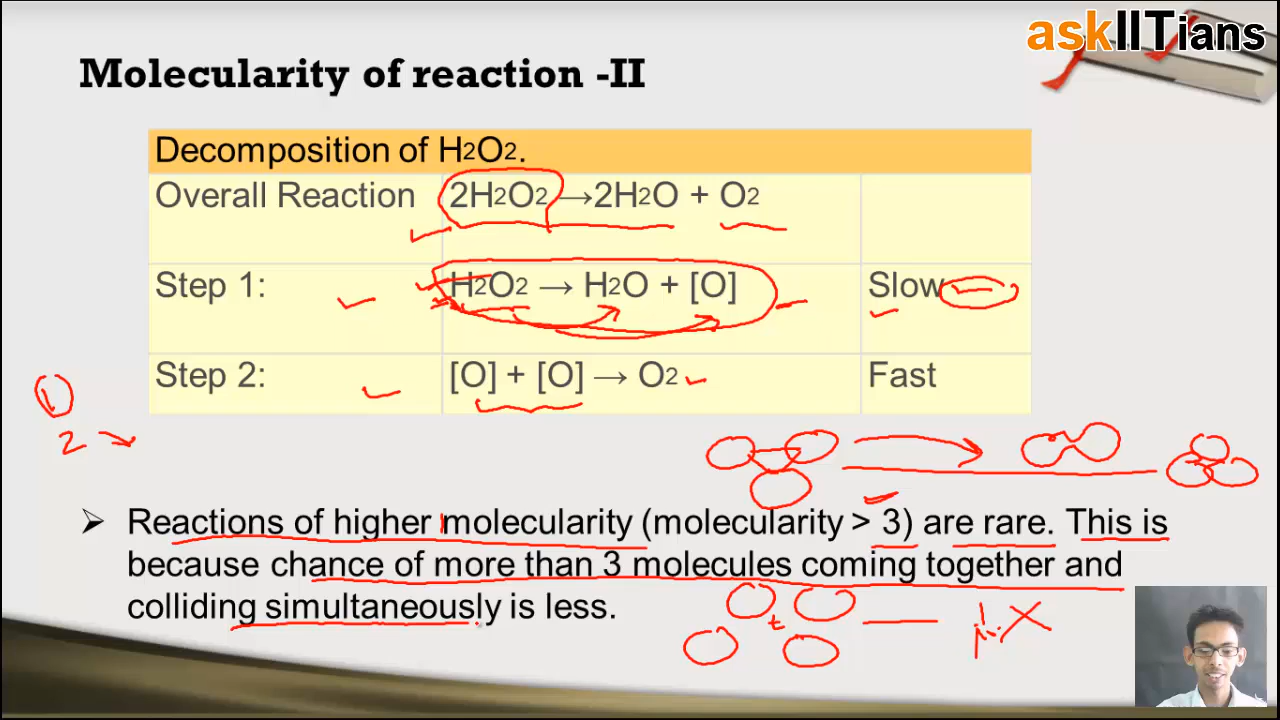 askIITians
Molecularity of reaction -II
Decomposition of H2O2.
Overall Reaction 2H2O2 →2H2O + O2
Step 1: H2O2 → H2O + [O] Slow
Step 2: [O] + [O] → O2 Fast
1
2 →
➢ Reactions of higher molecularity (molecularity > 3) are rare. This is
because chance of more than 3 molecules coming together and
colliding simultaneously is less.